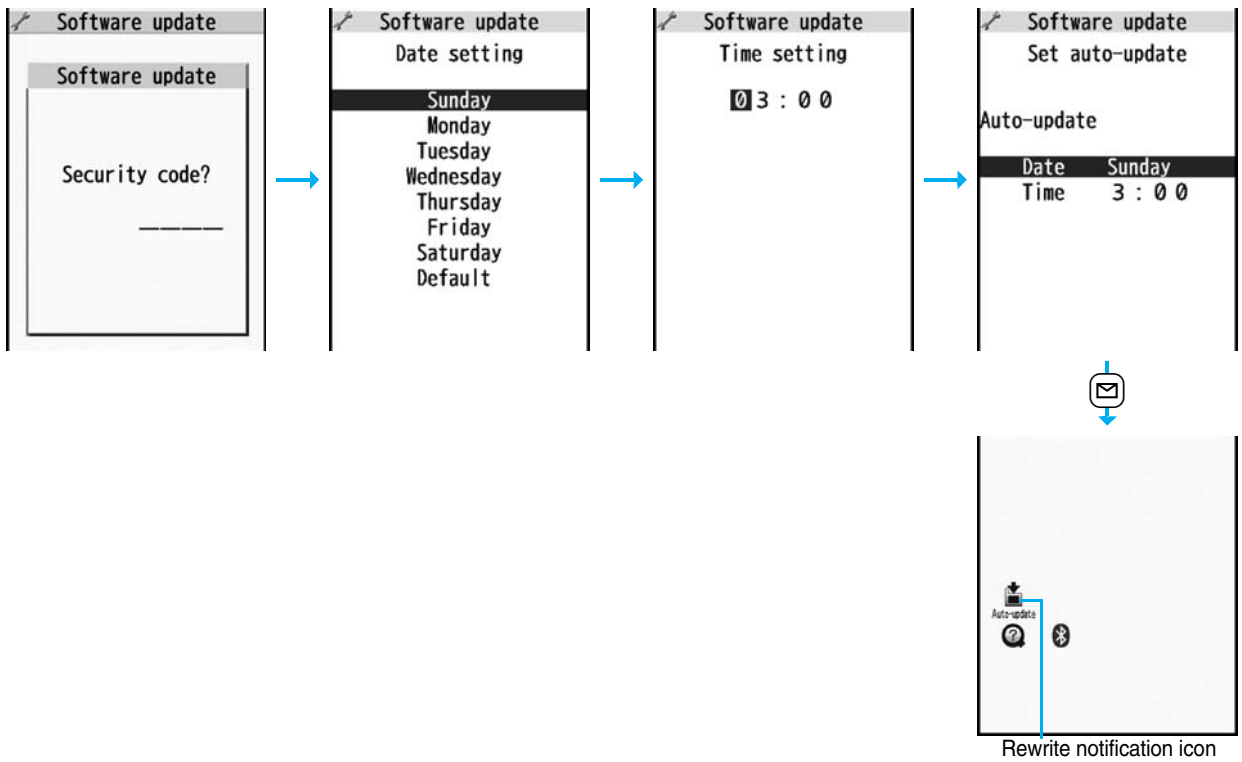 Software update
Software update
Security code?
____
Software update
Date setting
Sunday
Monday
Tuesday
Wednesday
Thursday
Friday
Saturday
Default
Software update
Time setting
03:00
Software update
Set auto-update
Auto-update
Date Sunday
Time 3:00
Auto-update
Rewrite notification icon